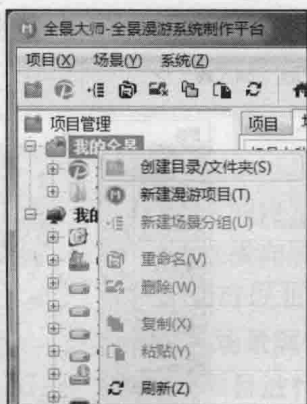 全景大师-全景漫游系统制作平台
项目(X) 场景(Y) 系统(Z)
项目管理
项目
我的全景
创建目录/文件夹(S)
新建漫游项目(T)
新建场景分组(U)
我的
重命名(V)
删除(W)
复制(X)
粘贴(V)
刷新(Z)